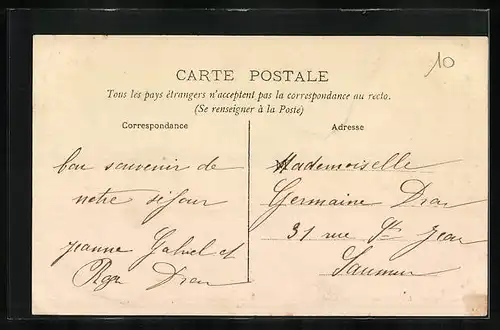 10
CARTE POSTALE
Tous les pays étrangers n'acceptent pas la correspondance au recto.
(Se renseigner à la Poste)
Correspondance
bon souvenir de
notre séjour
Jeanne et
Adresse
Mademoiselle
Germaine
31 rue St Jean
Saumur